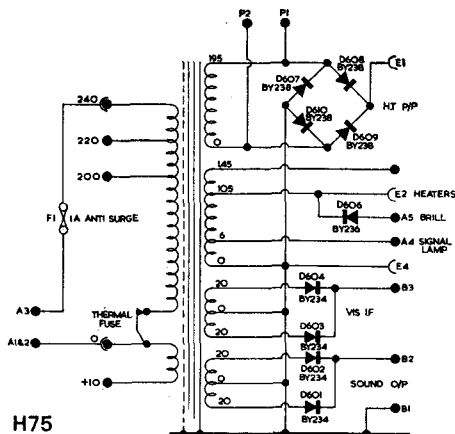 P2 P1
195
D607
BY238
D608
BY238
E3
H.T P/P
D610
BY238
D609
BY238
0
240
220
200
F1 1A ANTI SURGE
145
105
E2 HEATERS
D606
BY236
A5 BRILL
6
A4 SIGNAL
LAMP
0
E4
20
D604
BY234
B3
A3
THERMAL
FUSE
0
VIS I.F
A1&2
0
20
D603
BY234
20
D602
BY234
B2
+10
0
SOUND O/P
20
D601
BY234
B1
H75